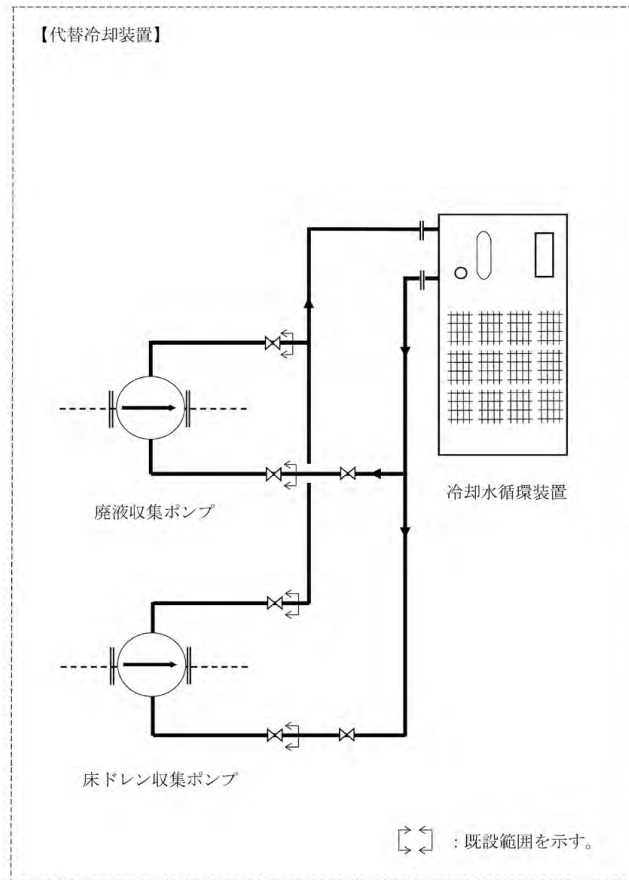 【代替冷却装置】
冷却水循環装置
廃液収集ポンプ
床ドレン収集ポンプ
：既設範囲を示す。